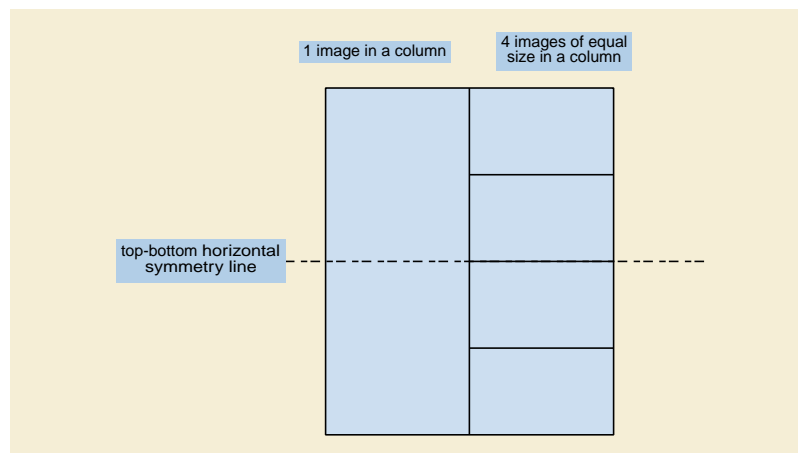 1 image in a column
4 images of equal
size in a column
top-bottom horizontal
symmetry line